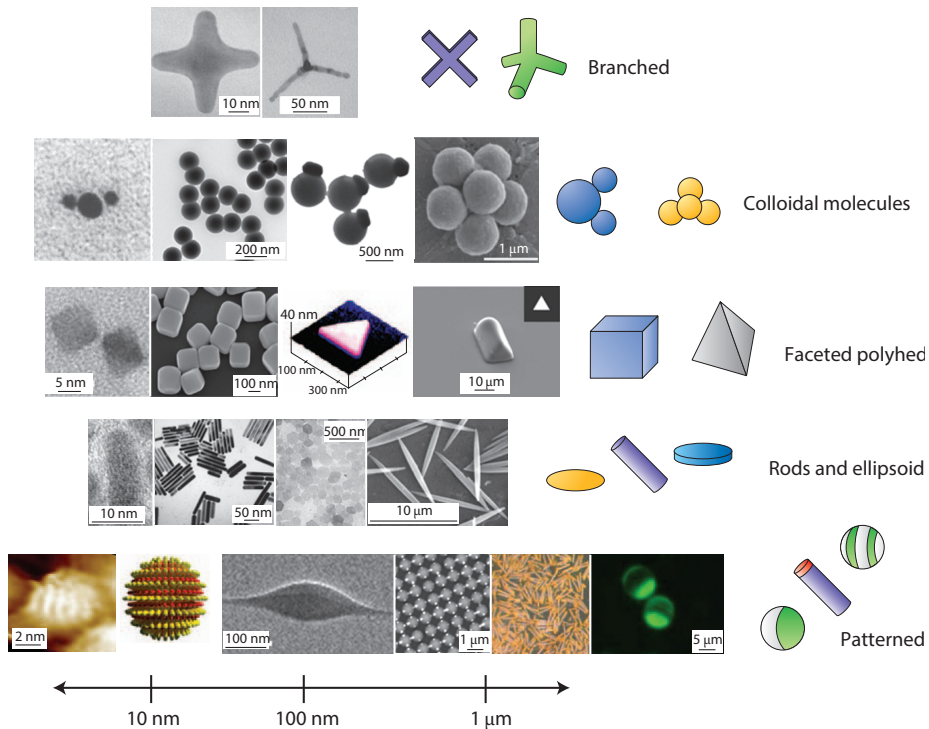 10 nm
50 nm
Branched
200 nm
500 nm
1 μm
Colloidal molecules
5 nm
100 nm
40 nm
100 nm
300 nm
10 μm
Faceted polyhed
10 nm
50 nm
500 nm
10 μm
Rods and ellipsoid
2 nm
100 nm
1 μm
5 μm
Patterned
10 nm
100 nm
1 μm